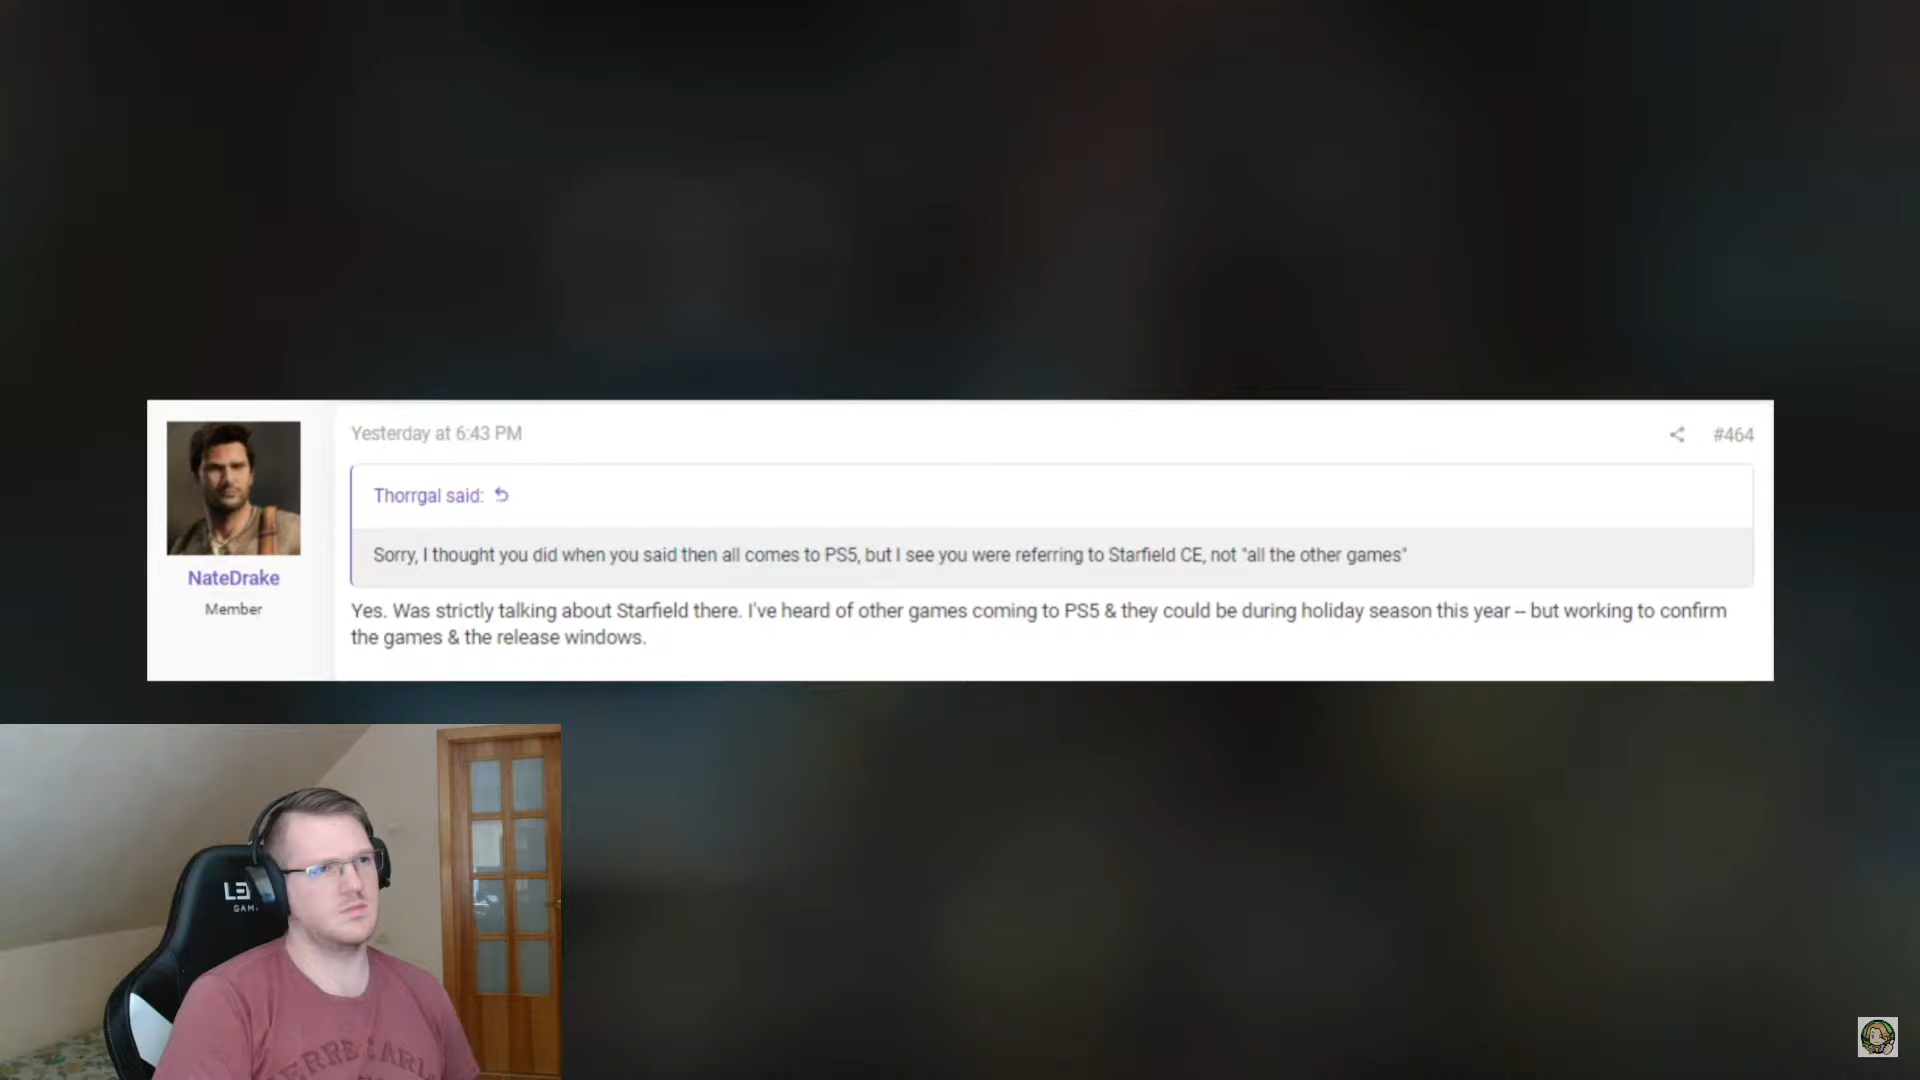 Yesterday at 6:43 PM
#464
Thorrgal said:
Sorry, I thought you did when you said then all comes to PS5, but I see you were referring to Starfield CE, not "all the other games"
NateDrake
Member
Yes. Was strictly talking about Starfield there. I've heard of other games coming to PS5 & they could be during holiday season this year – but working to confirm
the games & the release windows.